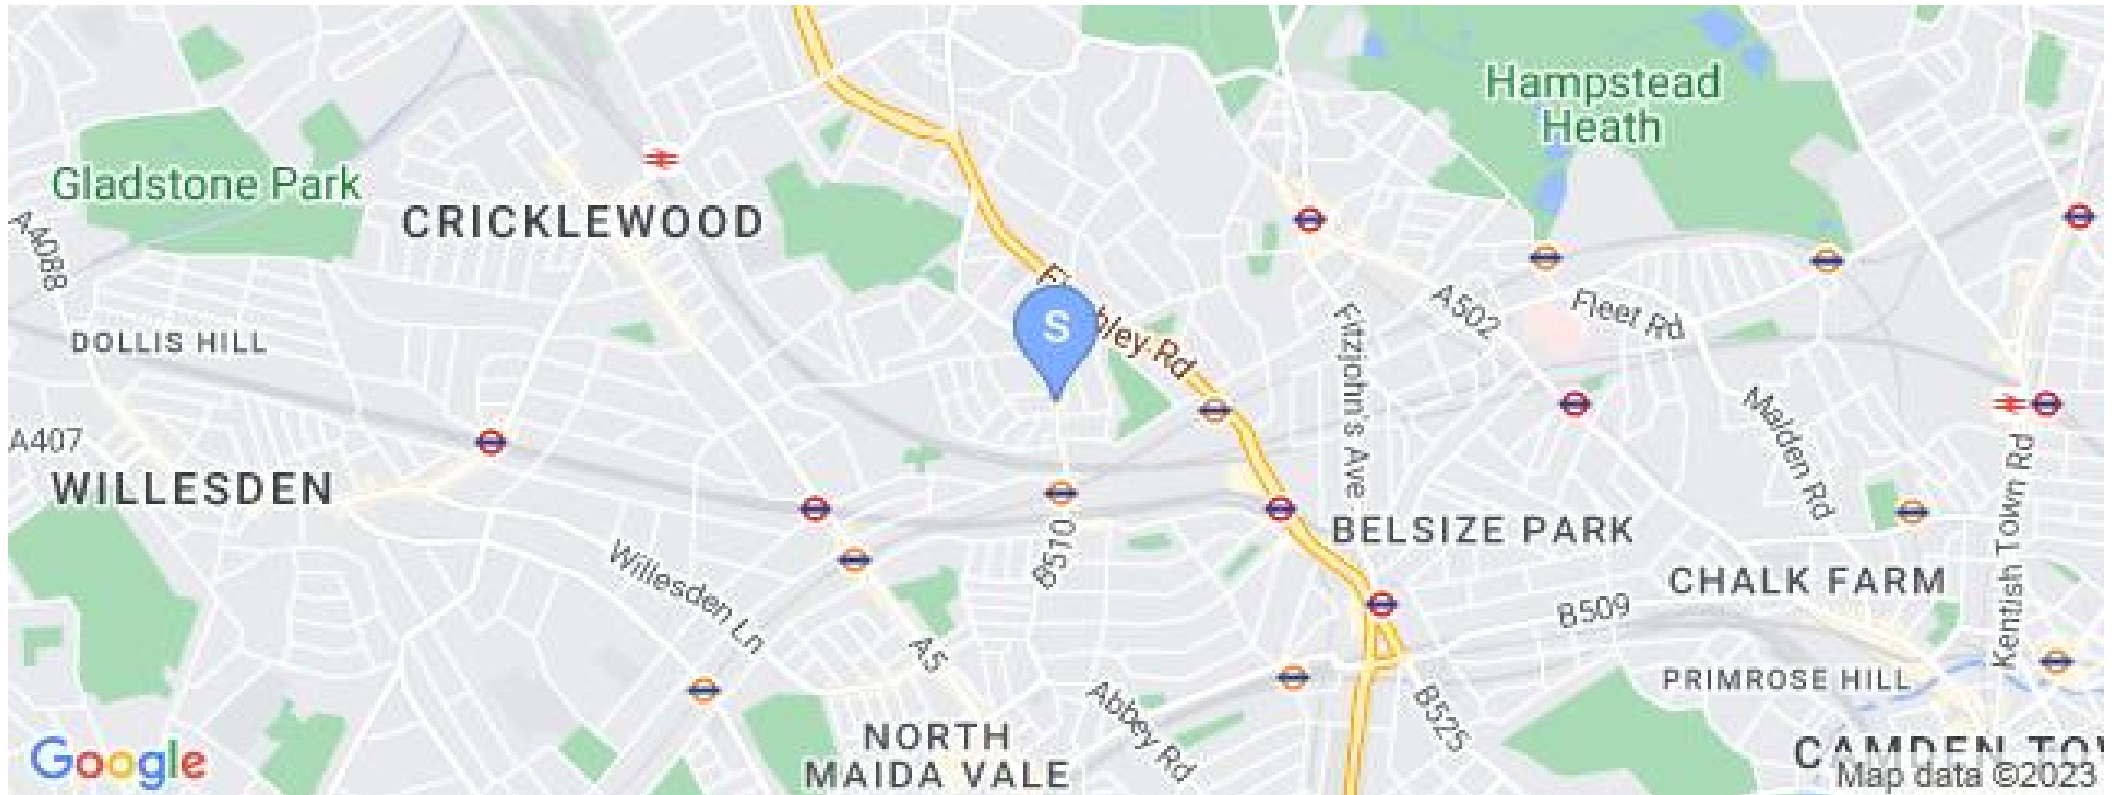 Hampstead
Heath
Gladstone Park
CRICKLEWOOD
A4088
S
A502
Fleet Rd
DOLLIS HILL
Fitzjohn's Ave
Maiden Rd
A407
WILLESDEN
Kentish Town Rd
B510
BELSIZE PARK
Willesden Ln
CHALK FARM
B509
A5
PRIMROSE HILL
Abbey Rd
B525
NORTH
MAIDA VALE
Google
Map data ©2023